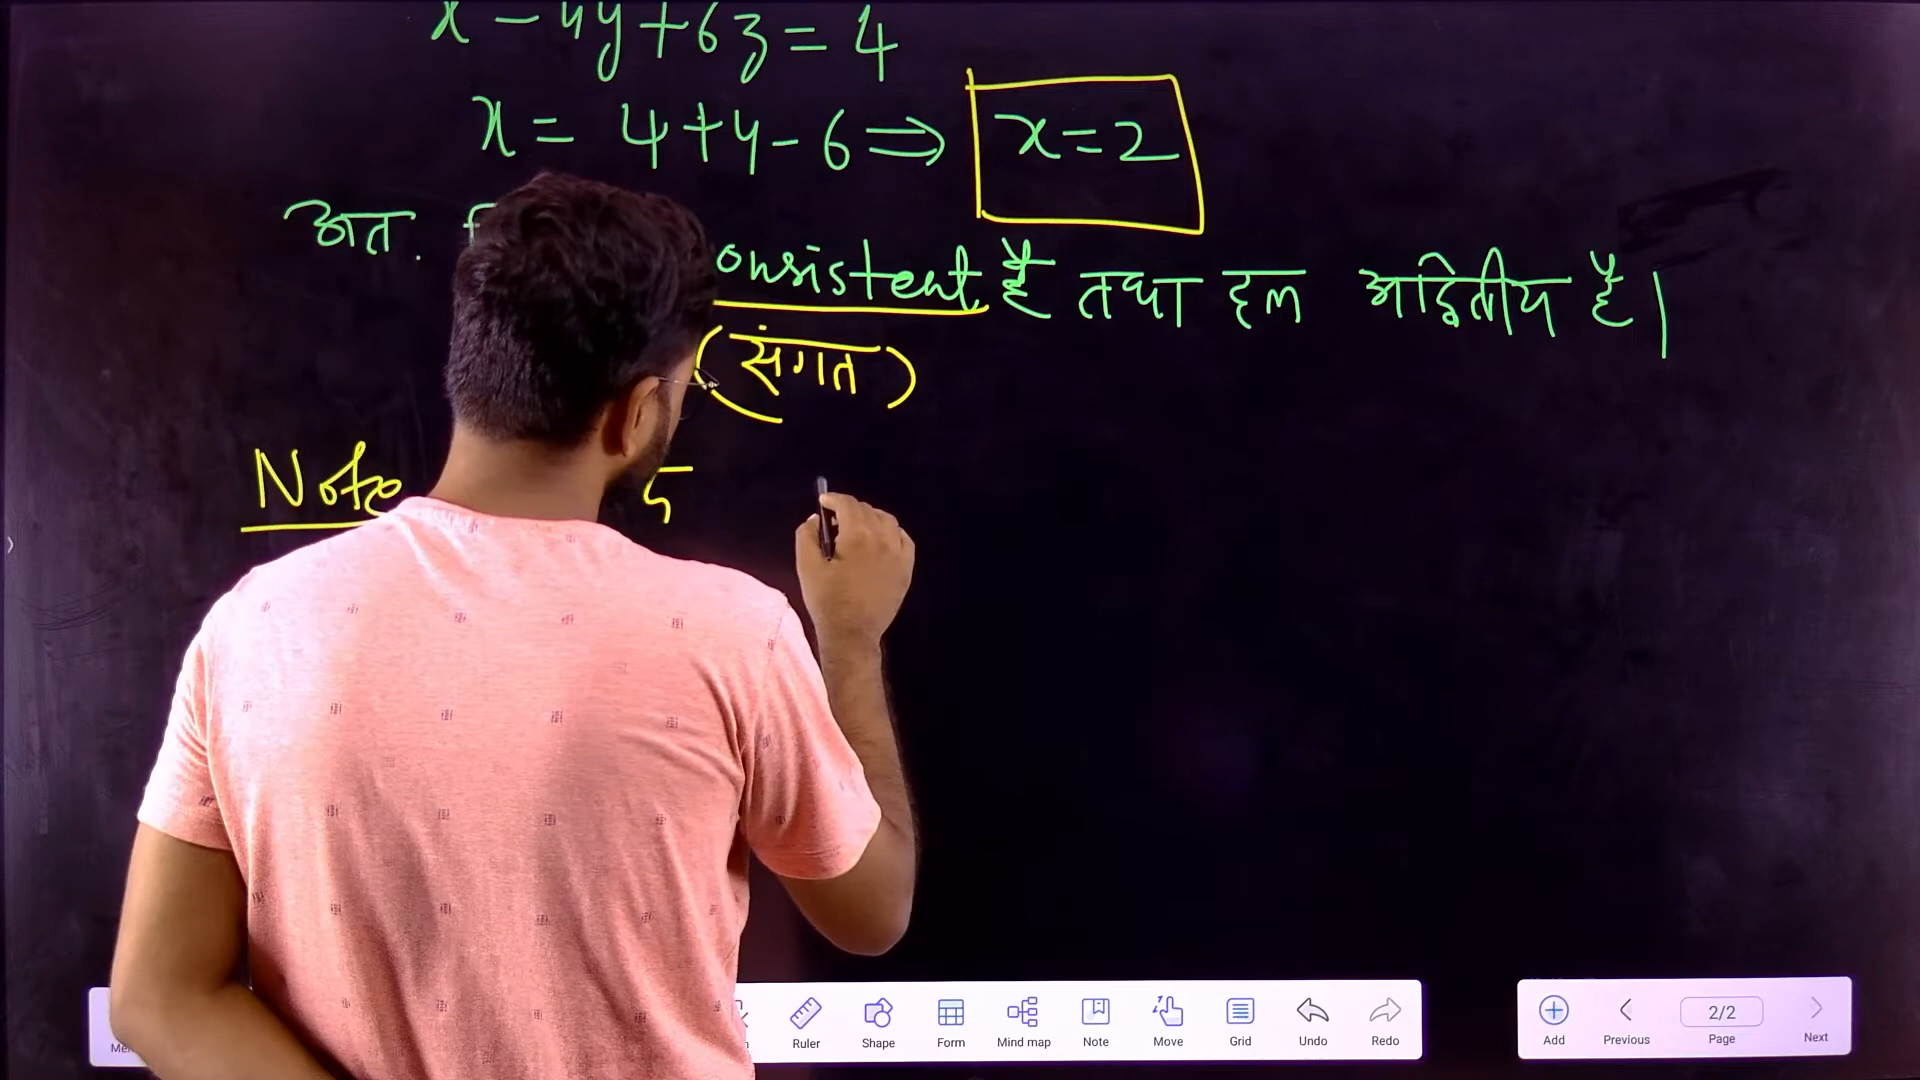 x - 4y + 6z = 4
x = 4 + 4 - 6 ⇒ x = 2
अत. onsistent है तथा हल अद्वितीय है।
(संगत)
Note
Ruler Shape Form Mind map Note Move Grid Undo Redo Add Previous 2/2 Page Next